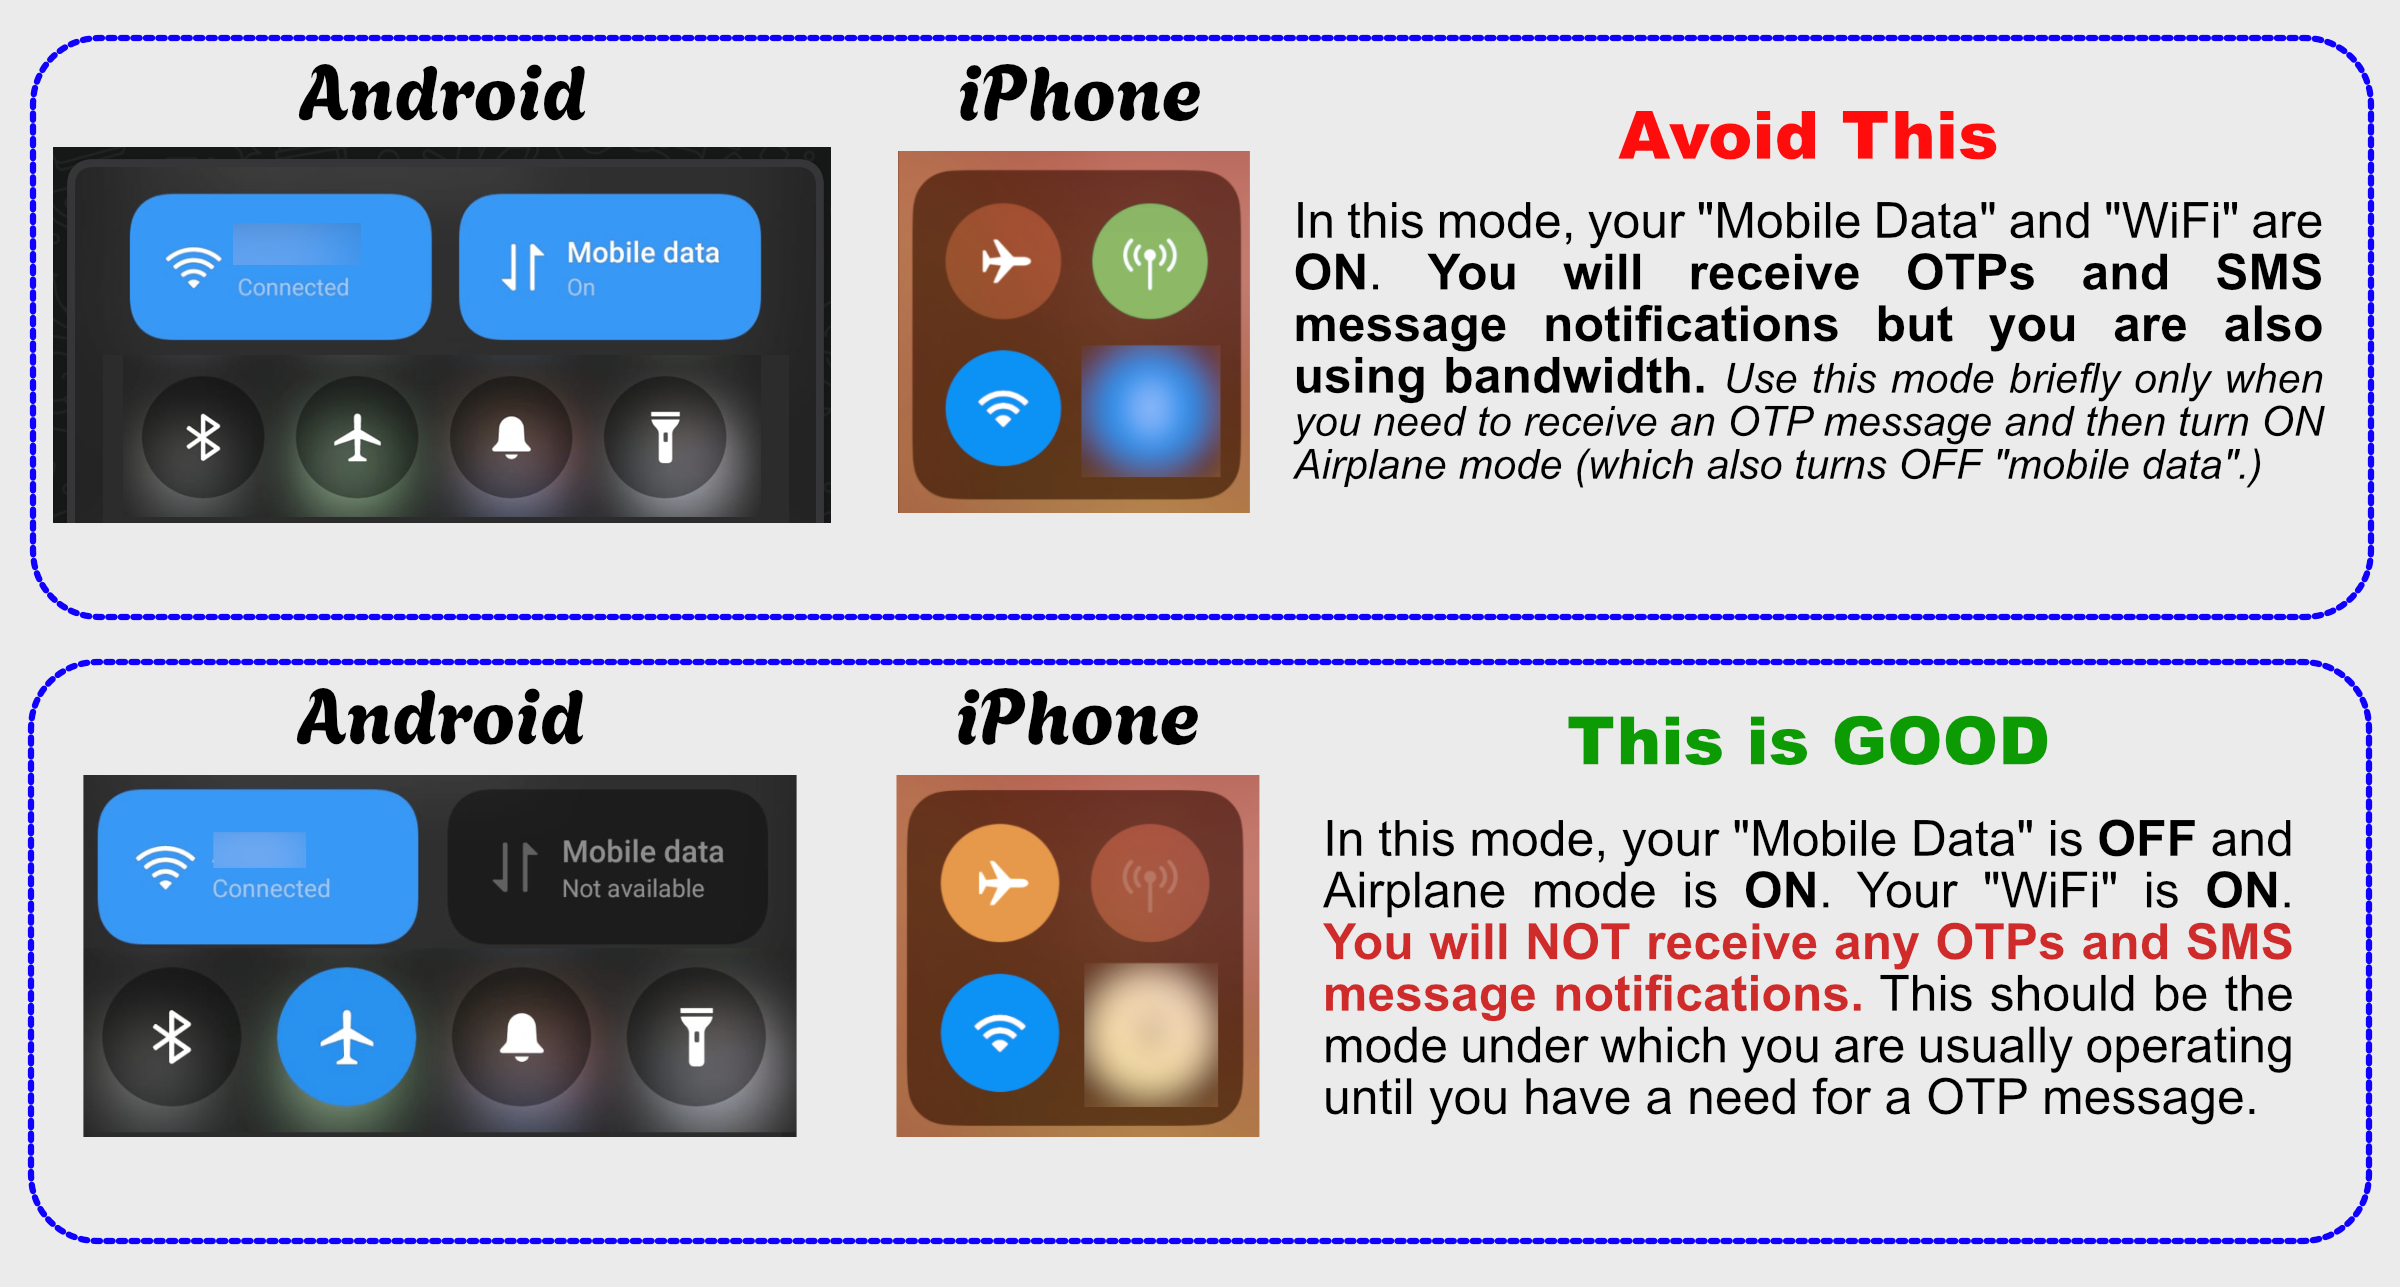 Android
iPhone
Avoid This
Connected
Mobile data
On
In this mode, your "Mobile Data" and "WiFi" are
ON. You will receive OTPs and SMS
message notifications but you are also
using bandwidth. Use this mode briefly only when
you need to receive an OTP message and then turn ON
Airplane mode (which also turns OFF "mobile data".)
Android
iPhone
This is GOOD
Connected
Mobile data
Not available
In this mode, your "Mobile Data" is OFF and
Airplane mode is ON. Your "WiFi" is ON.
You will NOT receive any OTPs and SMS
message notifications. This should be the
mode under which you are usually operating
until you have a need for a OTP message.